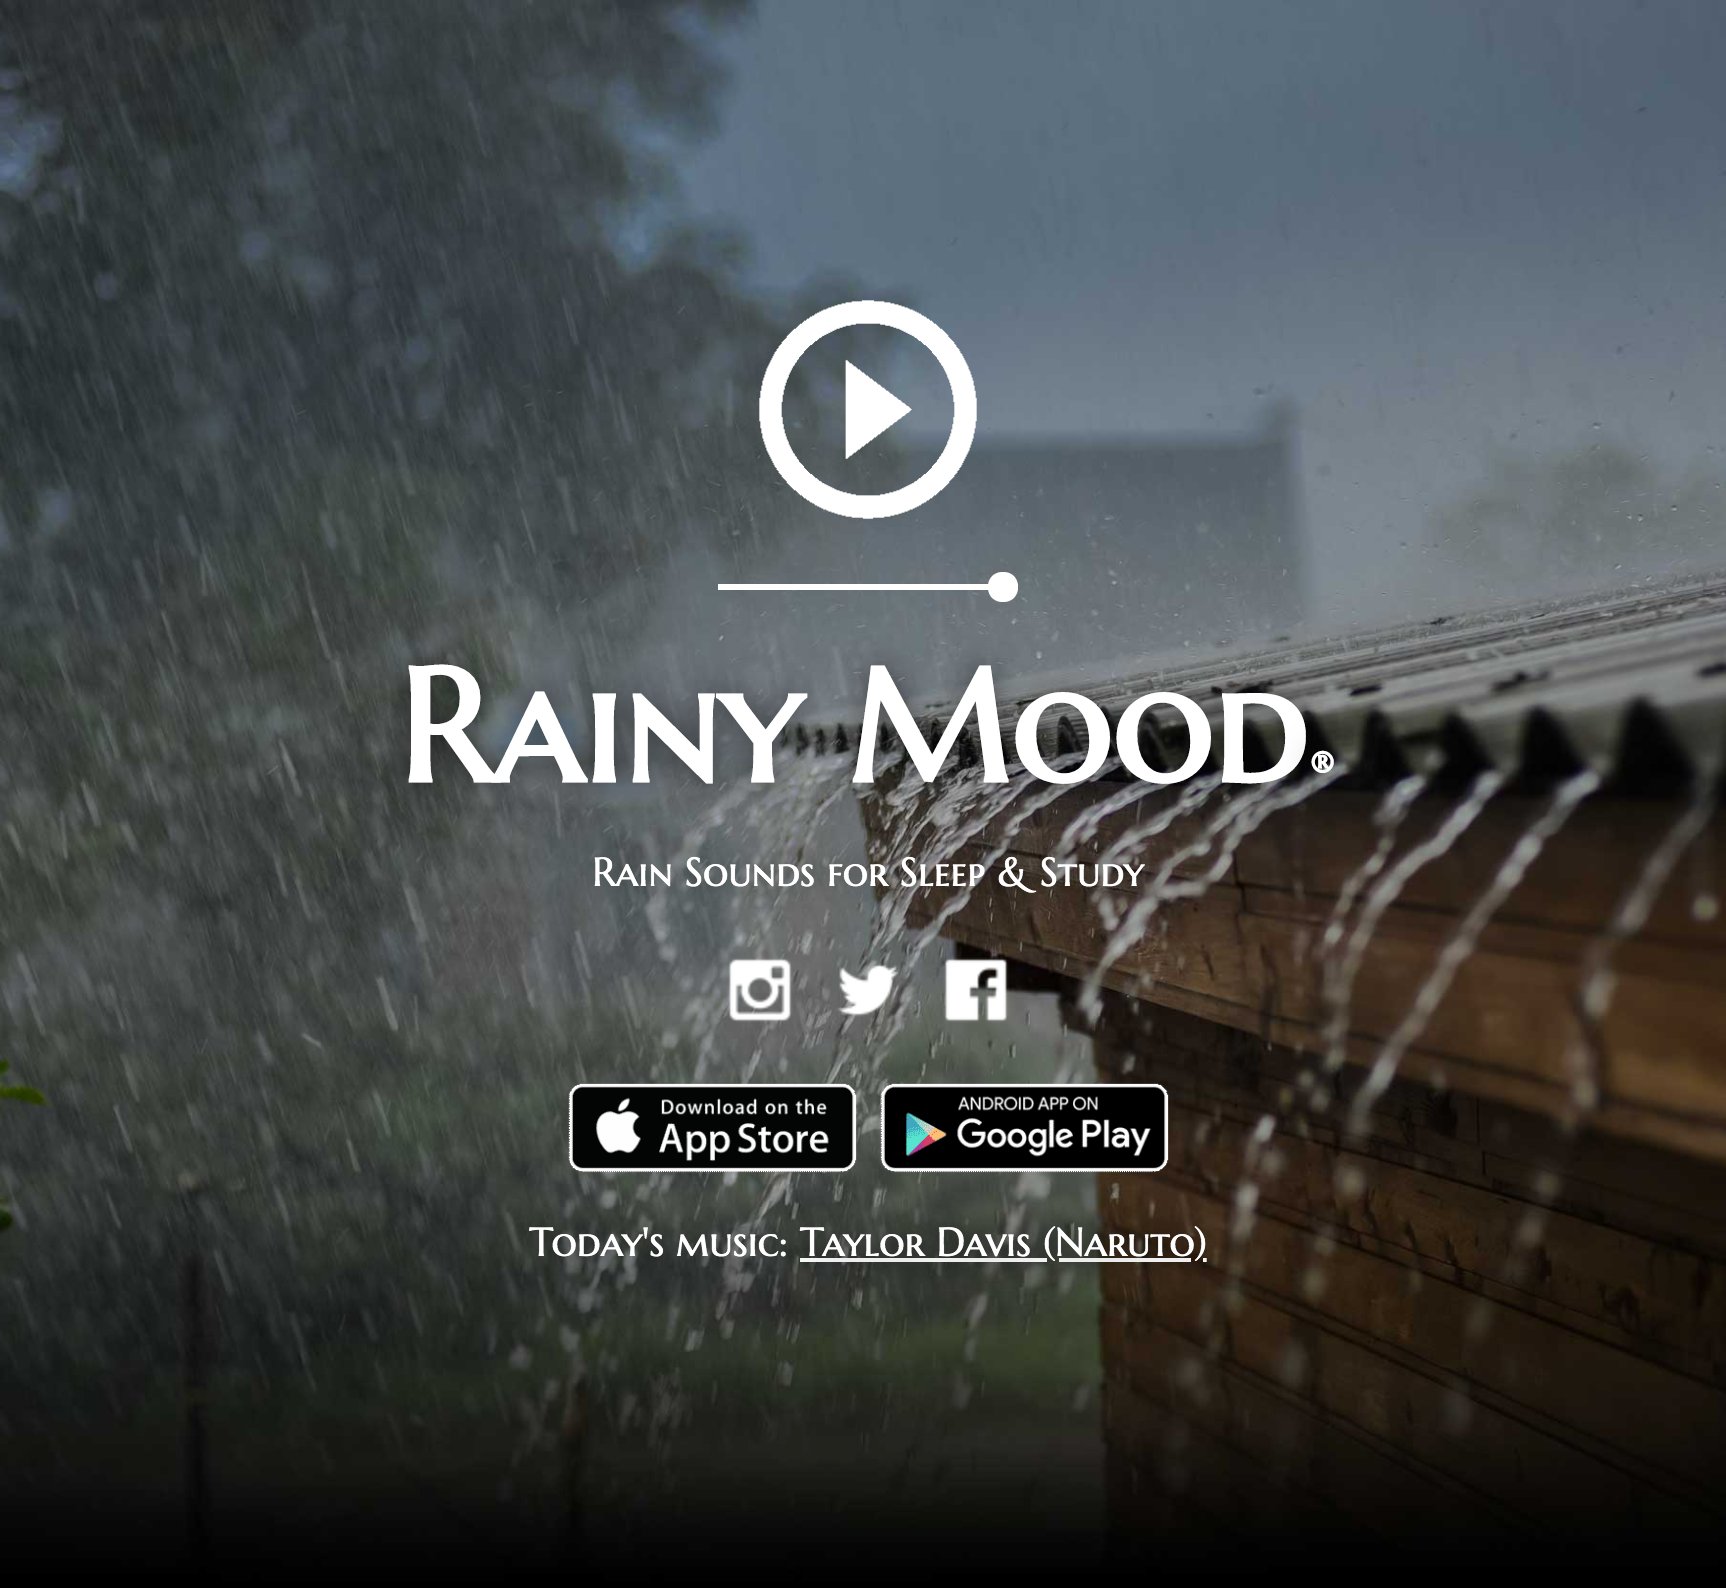 Rainy Mood®
Rain Sounds for Sleep & Study
Download on the
App Store
ANDROID APP ON
Google Play
Today's music: Taylor Davis (Naruto)